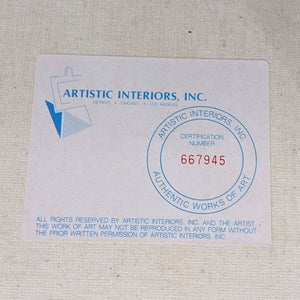 ARTISTIC INTERIORS, INC.
DETROIT • CHICAGO • LOS ANGELES
ARTISTIC INTERIORS, INC
CERTIFICATION
NUMBER
667945
AUTHENTIC WORKS OF ART
ALL RIGHTS RESERVED BY ARTISTIC INTERIORS, INC. AND THE ARTIST.
THIS WORK OF ART MAY NOT BE REPRODUCED IN ANY FORM WITHOUT
THE PRIOR WRITTEN PERMISSION OF ARTISTIC INTERIORS, INC